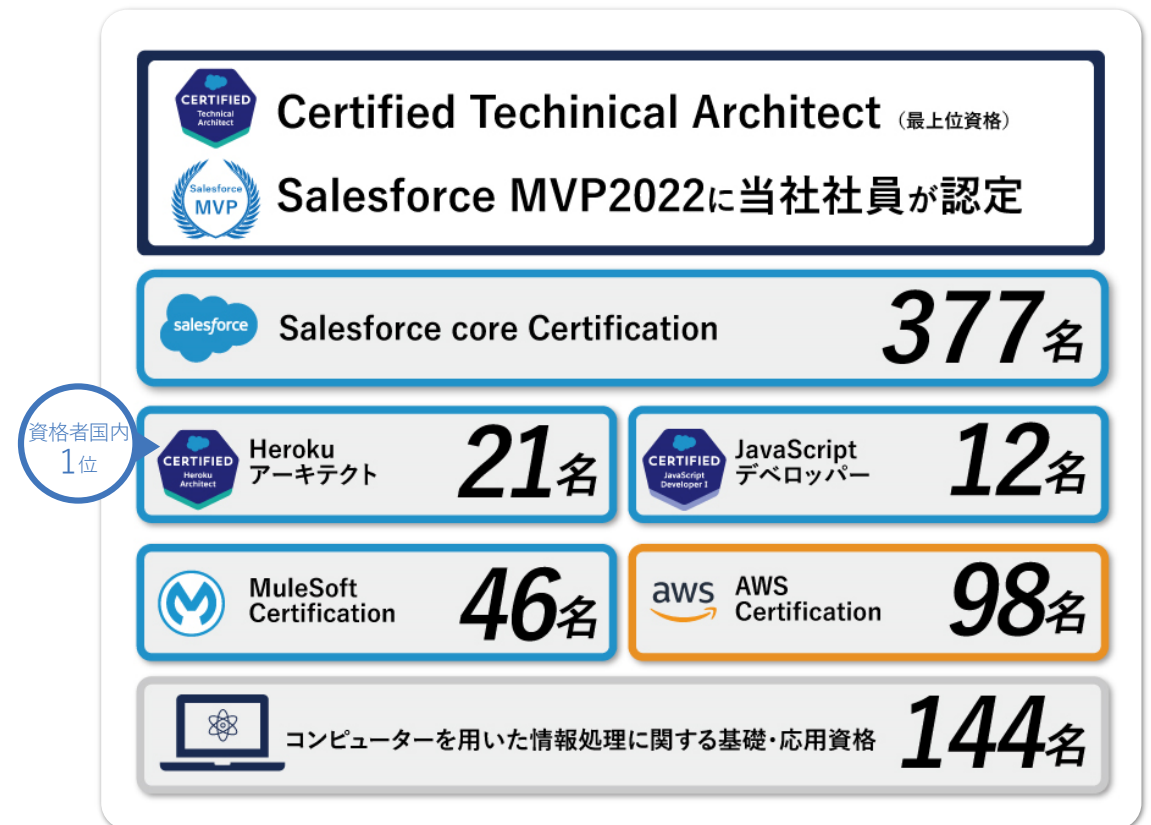 CERTIFIED
Technical
Architect
Certified Techinical Architect（最上位資格）
Salesforce
MVP
Salesforce MVP2022に当社社員が認定
salesforce
Salesforce core Certification
377名
資格者国内
1位
CERTIFIED
Heroku
Architect
Heroku
アーキテクト
21名
CERTIFIED
JavaScript
Developer I
JavaScript
デベロッパー
12名
MuleSoft
Certification
46名
aws
AWS
Certification
98名
コンピューターを用いた情報処理に関する基礎・応用資格
144名